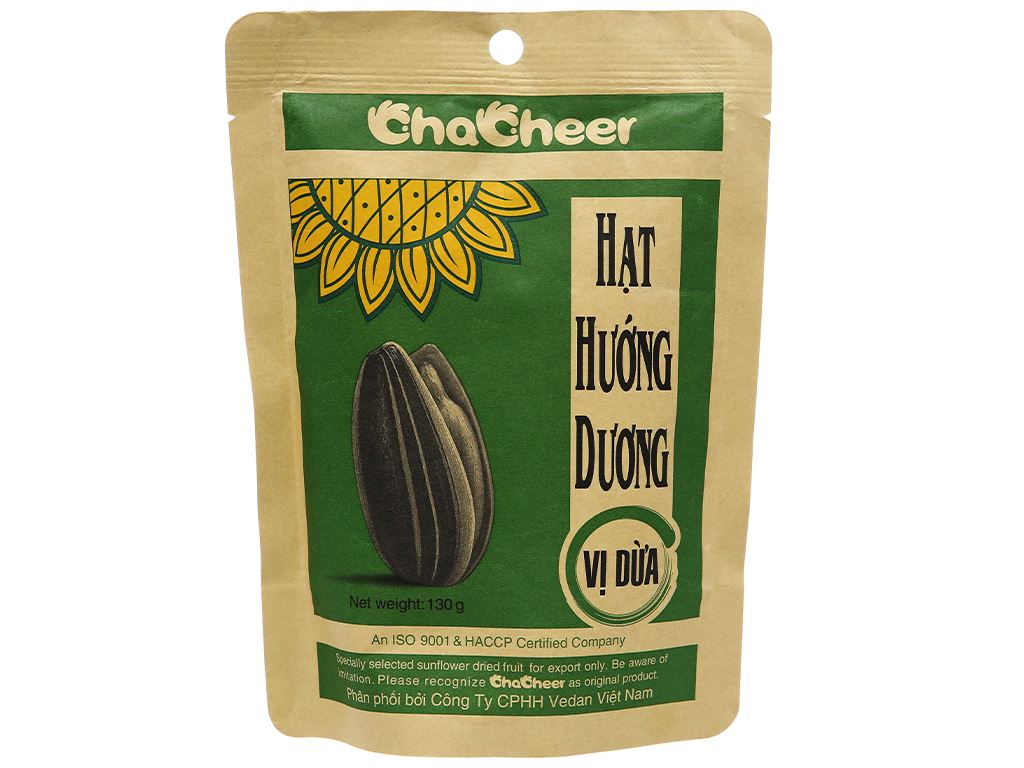 ChaCheer
HẠT
HƯỚNG
DƯƠNG
VỊ DỪA
Net weight: 130 g
An ISO 9001 & HACCP Certified Company
Specially selected sunflower dried fruit for export only. Be aware of
imitation. Please recognize ChaCheer as original product.
Phân phối bởi Công Ty CPHH Vedan Việt Nam